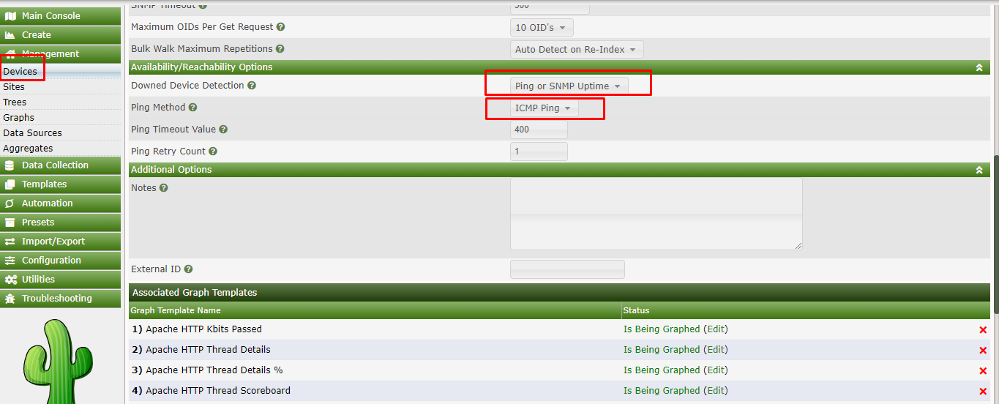 SNMP Timeout 500
Main Console
Maximum OIDs Per Get Request 10 OID's
Create
Bulk Walk Maximum Repetitions Auto Detect on Re-Index
Management
Availability/Reachability Options
Devices
Downed Device Detection Ping or SNMP Uptime
Sites
Trees
Ping Method ICMP Ping
Graphs
Ping Timeout Value 400
Data Sources
Aggregates
Ping Retry Count 1
Data Collection
Additional Options
Templates
Notes
Automation
Presets
Import/Export
Configuration
External ID
Utilities
Troubleshooting
Associated Graph Templates
Graph Template Name Status
1) Apache HTTP Kbits Passed Is Being Graphed (Edit)
2) Apache HTTP Thread Details Is Being Graphed (Edit)
3) Apache HTTP Thread Details % Is Being Graphed (Edit)
4) Apache HTTP Thread Scoreboard Is Being Graphed (Edit)